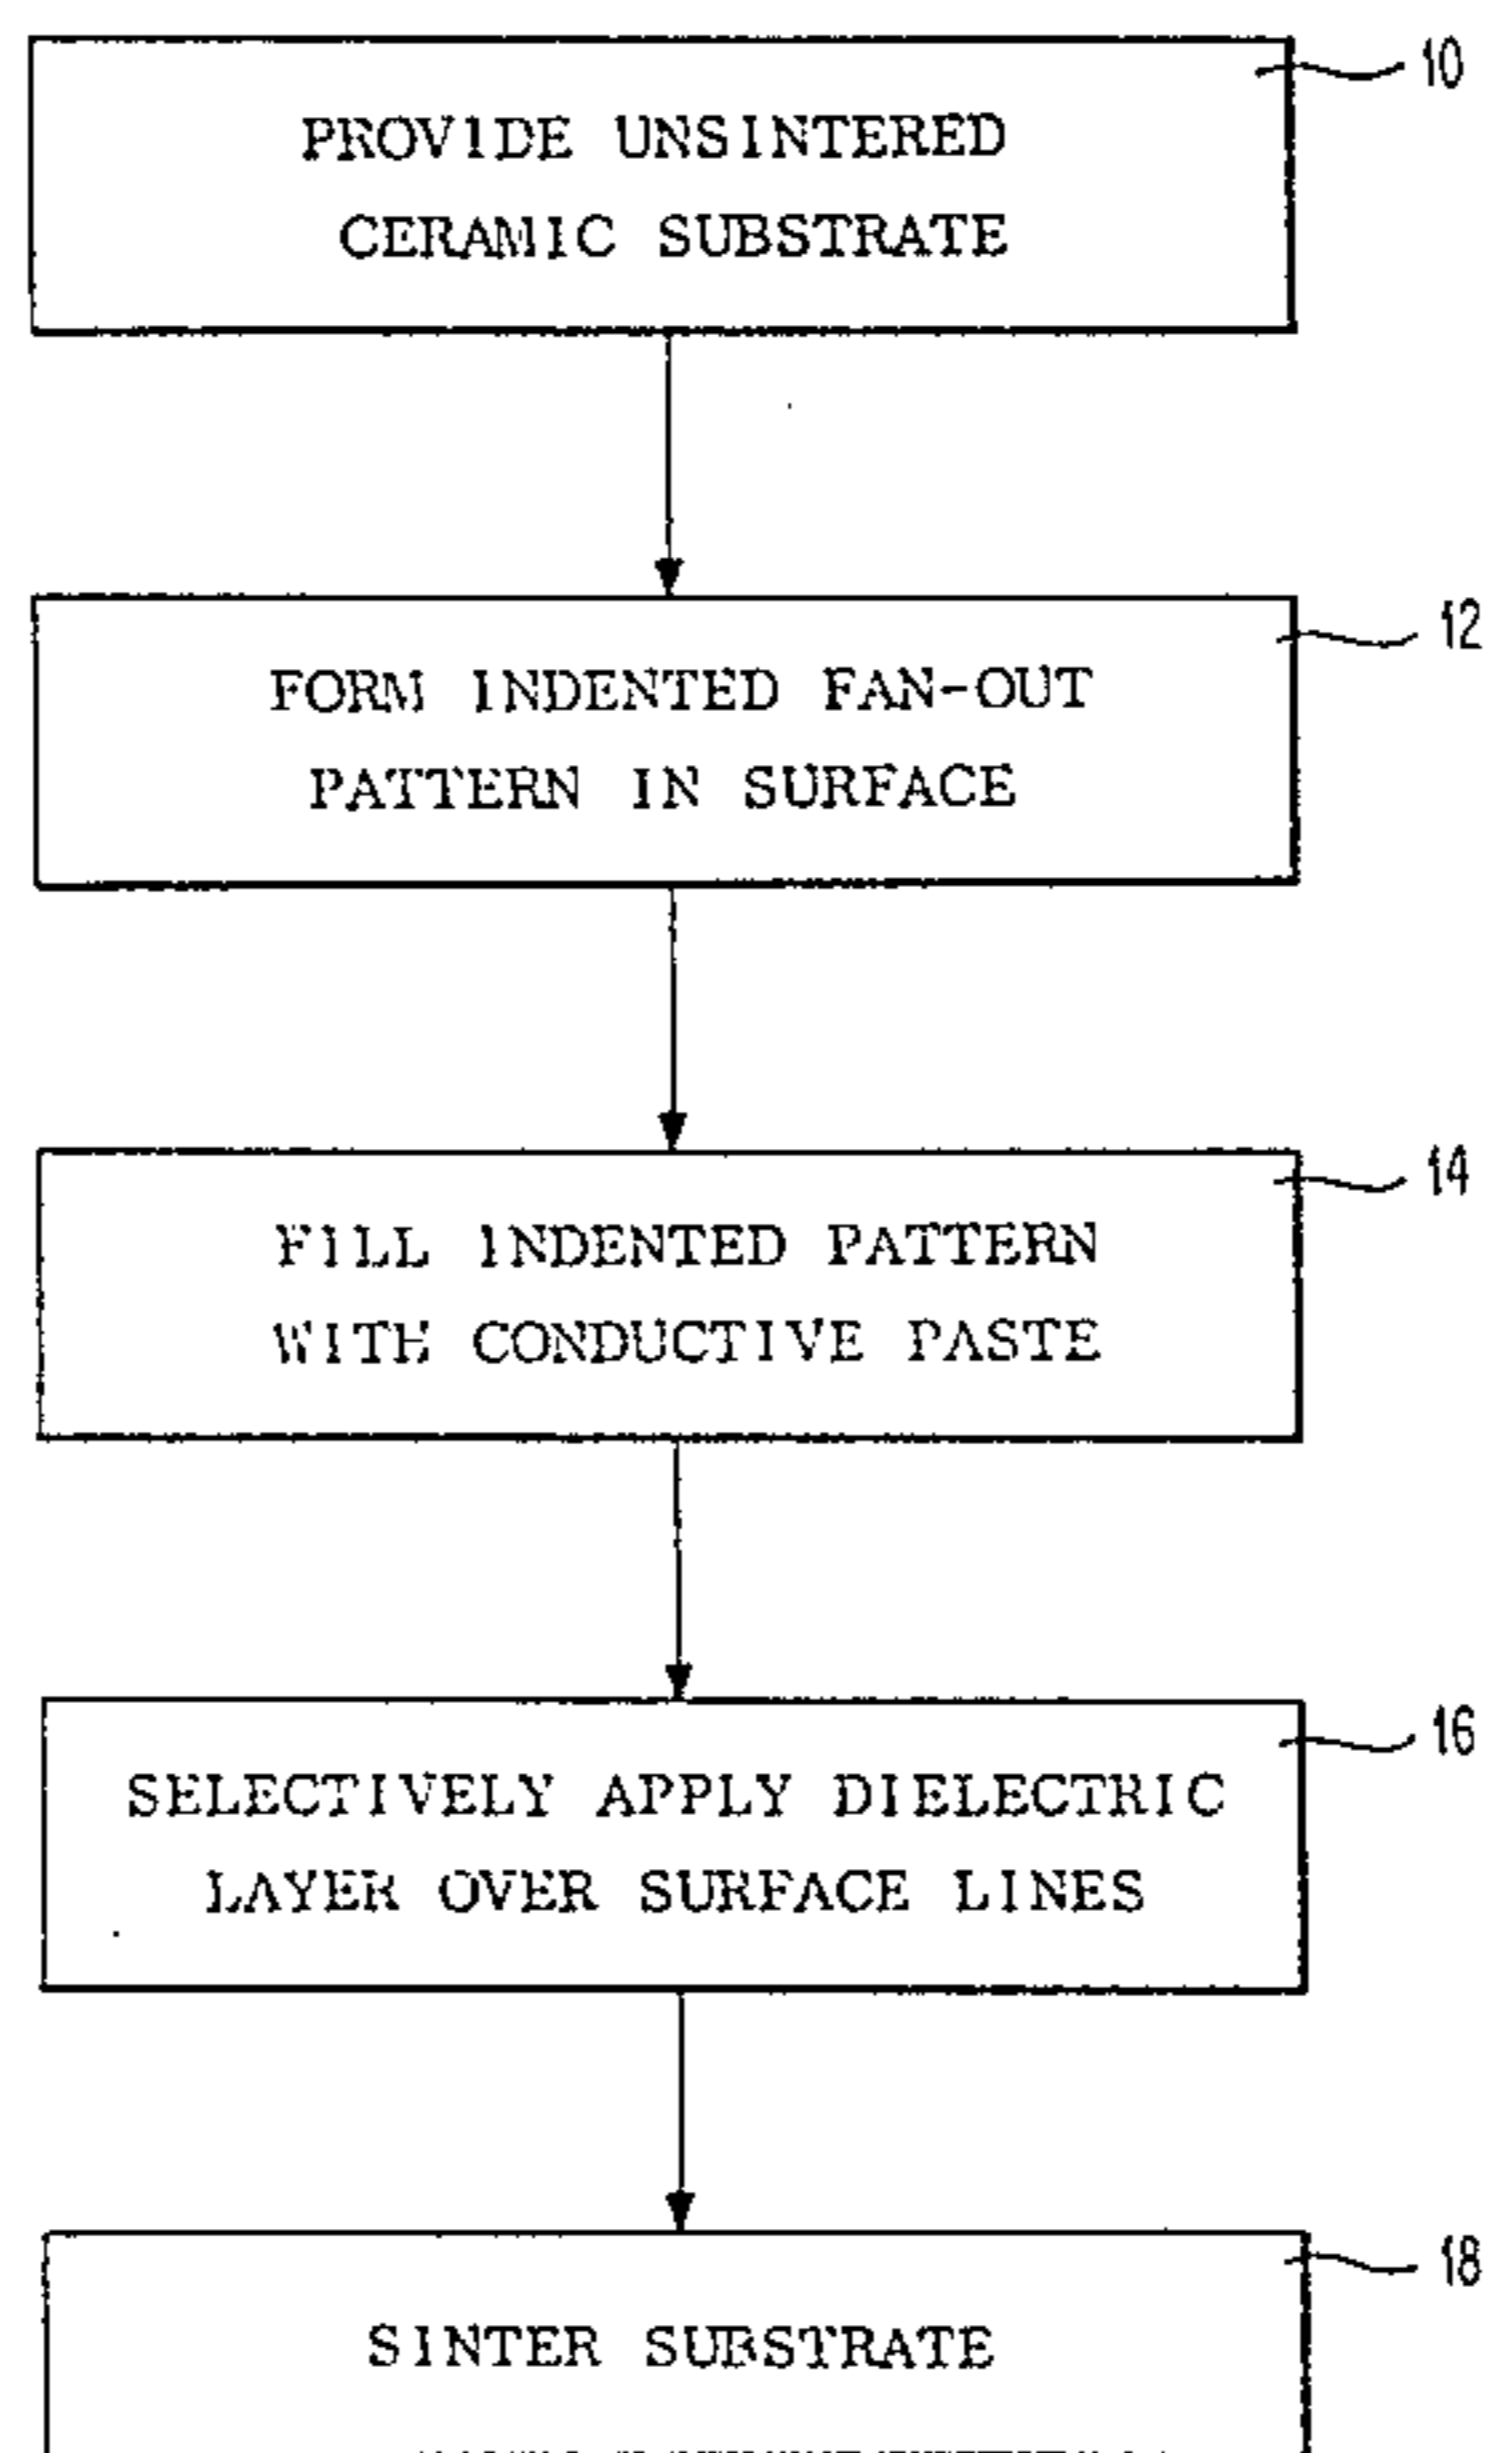 10
PROVIDE UNSINTERED
CERAMIC SUBSTRATE
12
FORM INDENTED FAN-OUT
PATTERN IN SURFACE
14
FILL INDENTED PATTERN
WITH CONDUCTIVE PASTE
16
SELECTIVELY APPLY DIELECTRIC
LAYER OVER SURFACE LINES
18
SINTER SUBSTRATE